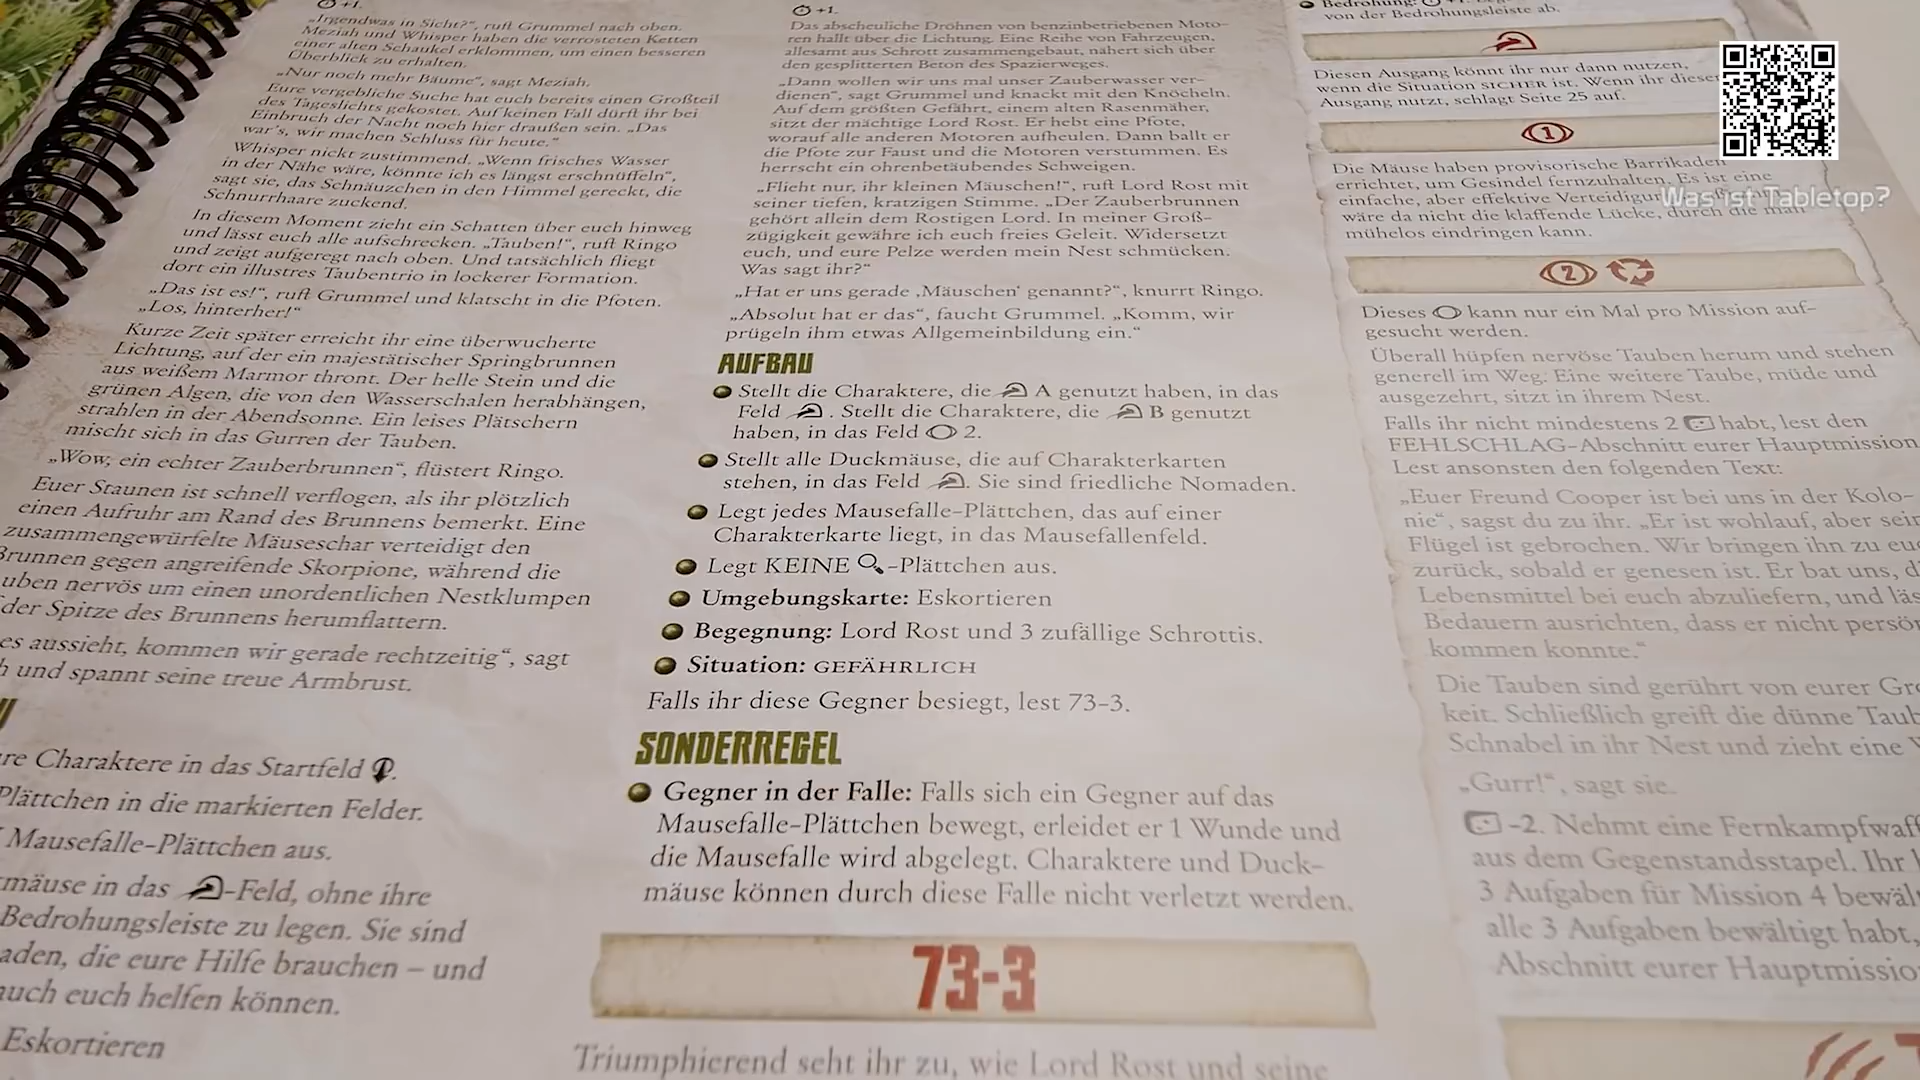 +1.
„Irgendwas in Sicht?“, ruft Grummel nach oben.
Meziah und Whisper haben die verrosteten Ketten
einer alten Schaukel erklommen, um einen besseren
Überblick zu erhalten.
„Nur noch mehr Bäume“, sagt Meziah.
Eure vergebliche Suche hat euch bereits einen Großteil
des Tageslichts gekostet. Auf keinen Fall dürft ihr bei
Einbruch der Nacht noch hier draußen sein. „Das
war's, wir machen Schluss für heute.“
Whisper nickt zustimmend. „Wenn frisches Wasser
in der Nähe wäre, könnte ich es längst erschnüffeln“,
sagt sie, das Schnäuzchen in den Himmel gereckt, die
Schnurrhaare zuckend.
In diesem Moment zieht ein Schatten über euch hinweg
und lässt euch alle aufschrecken. „Tauben!“, ruft Ringo
und zeigt aufgeregt nach oben. Und tatsächlich fliegt
dort ein illustres Taubentrio in lockerer Formation.
„Das ist es!“, ruft Grummel und klatscht in die Pfoten.
„Los, hinterher!“
Kurze Zeit später erreicht ihr eine überwucherte
Lichtung, auf der ein majestätischer Springbrunnen
aus weißem Marmor thront. Der helle Stein und die
grünen Algen, die von den Wasserschalen herabhängen,
strahlen in der Abendsonne. Ein leises Plätschern
mischt sich in das Gurren der Tauben.
„Wow, ein echter Zauberbrunnen“, flüstert Ringo.
Euer Staunen ist schnell verflogen, als ihr plötzlich
einen Aufruhr am Rand des Brunnens bemerkt. Eine
zusammengewürfelte Mäuseschar verteidigt den
Brunnen gegen angreifende Skorpione, während die
uben nervös um einen unordentlichen Nestklumpen
der Spitze des Brunnens herumflattern.
es aussieht, kommen wir gerade rechtzeitig“, sagt
und spannt seine treue Armbrust.
re Charaktere in das Startfeld
Plättchen in die markierten Felder.
Mausefalle-Plättchen aus.
mäuse in das -Feld, ohne ihre
Bedrohungsleiste zu legen. Sie sind
aden, die eure Hilfe brauchen – und
auch euch helfen können.
Eskortieren
+1.
Das abscheuliche Dröhnen von benzinbetriebenen Moto-
ren hallt über die Lichtung. Eine Reihe von Fahrzeugen,
allesamt aus Schrott zusammengebaut, nähert sich über
den gesplitterten Beton des Spazierweges.
„Dann wollen wir uns mal unser Zauberwasser ver-
dienen“, sagt Grummel und knackt mit den Knöcheln.
Auf dem größten Gefährt, einem alten Rasenmäher,
sitzt der mächtige Lord Rost. Er hebt eine Pfote,
worauf alle anderen Motoren aufheulen. Dann ballt er
die Pfote zur Faust und die Motoren verstummen. Es
herrscht ein ohrenbetäubendes Schweigen.
„Flieht nur, ihr kleinen Mäuschen!“, ruft Lord Rost mit
seiner tiefen, kratzigen Stimme. „Der Zauberbrunnen
gehört allein dem Rostigen Lord. In meiner Groß-
zügigkeit gewähre ich euch freies Geleit. Widersetzt
euch, und eure Pelze werden mein Nest schmücken.
Was sagt ihr?“
„Hat er uns gerade ‚Mäuschen‘ genannt?“, knurrt Ringo.
„Absolut hat er das“, faucht Grummel. „Komm, wir
prügeln ihm etwas Allgemeinbildung ein.“
AUFBAU
Stellt die Charaktere, die A genutzt haben, in das
Feld . Stellt die Charaktere, die B genutzt
haben, in das Feld 2.
Stellt alle Duckmäuse, die auf Charakterkarten
stehen, in das Feld . Sie sind friedliche Nomaden.
Legt jedes Mausefalle-Plättchen, das auf einer
Charakterkarte liegt, in das Mausefallenfeld.
Legt KEINE -Plättchen aus.
Umgebungskarte: Eskortieren
Begegnung: Lord Rost und 3 zufällige Schrottis.
Situation: GEFÄHRLICH
Falls ihr diese Gegner besiegt, lest 73-3.
SONDERREGEL
Gegner in der Falle: Falls sich ein Gegner auf das
Mausefalle-Plättchen bewegt, erleidet er 1 Wunde und
die Mausefalle wird abgelegt. Charaktere und Duck-
mäuse können durch diese Falle nicht verletzt werden.
73-3
Triumphierend seht ihr zu, wie Lord Rost und seine
Bedrohung:
von der Bedrohungsleiste ab.
Diesen Ausgang könnt ihr nur dann nutzen,
wenn die Situation SICHER ist. Wenn ihr diesen
Ausgang nutzt, schlagt Seite 25 auf.
1
Die Mäuse haben provisorische Barrikaden
errichtet, um Gesindel fernzuhalten. Es ist eine
einfache, aber effektive
wäre da nicht die klaffende Lücke, durch die man
mühelos eindringen kann.
2
Dieses kann nur ein Mal pro Mission auf-
gesucht werden.
Überall hüpfen nervöse Tauben herum und stehen
generell im Weg. Eine weitere Taube, müde und
ausgezehrt, sitzt in ihrem Nest.
Falls ihr nicht mindestens 2 habt, lest den
FEHLSCHLAG-Abschnitt eurer Hauptmission
Lest ansonsten den folgenden Text:
„Euer Freund Cooper ist bei uns in der Kolo-
nie“, sagst du zu ihr. „Er ist wohlauf, aber sein
Flügel ist gebrochen. Wir bringen ihn zu euc
zurück, sobald er genesen ist. Er bat uns, d
Lebensmittel bei euch abzuliefern, und läs
Bedauern ausrichten, dass er nicht persön
kommen konnte.“
Die Tauben sind gerührt von eurer Gro
keit. Schließlich greift die dünne Taub
Schnabel in ihr Nest und zieht eine
„Gurr!“, sagt sie.
-2. Nehmt eine Fernkampfwaff
aus dem Gegenstandsstapel. Ihr
3 Aufgaben für Mission 4 bewäl
alle 3 Aufgaben bewältigt habt,
Abschnitt eurer Hauptmissio
Was ist Tabletop?